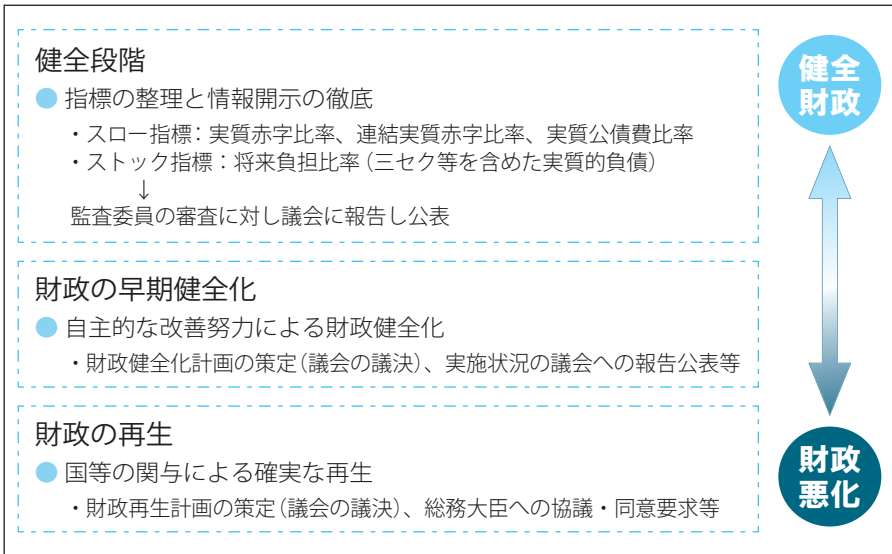 健全段階
● 指標の整理と情報開示の徹底
・スロー指標：実質赤字比率、連結実質赤字比率、実質公債費比率
・ストック指標：将来負担比率（三セク等を含めた実質的負債）
↓
監査委員の審査に対し議会に報告し公表
財政の早期健全化
● 自主的な改善努力による財政健全化
・財政健全化計画の策定（議会の議決）、実施状況の議会への報告公表等
財政の再生
● 国等の関与による確実な再生
・財政再生計画の策定（議会の議決）、総務大臣への協議・同意要求等
健全
財政
財政
悪化